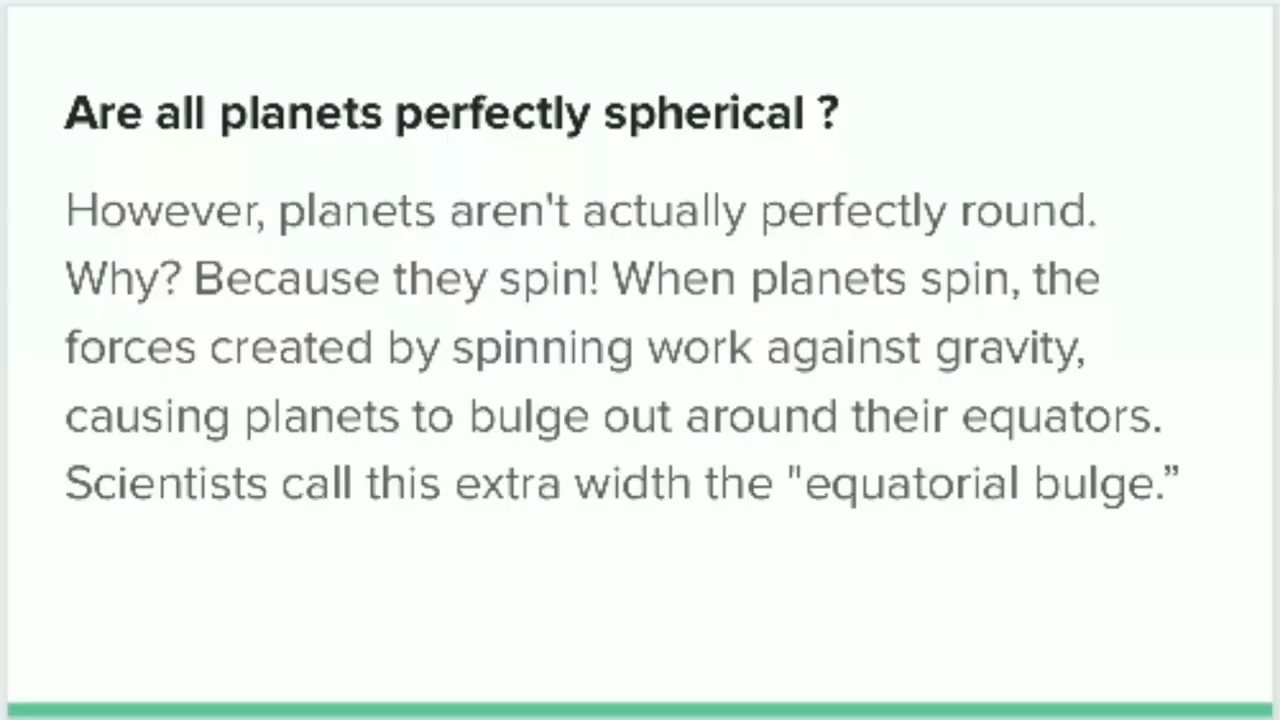 Are all planets perfectly spherical ?
However, planets aren't actually perfectly round.
Why? Because they spin! When planets spin, the
forces created by spinning work against gravity,
causing planets to bulge out around their equators.
Scientists call this extra width the "equatorial bulge.”